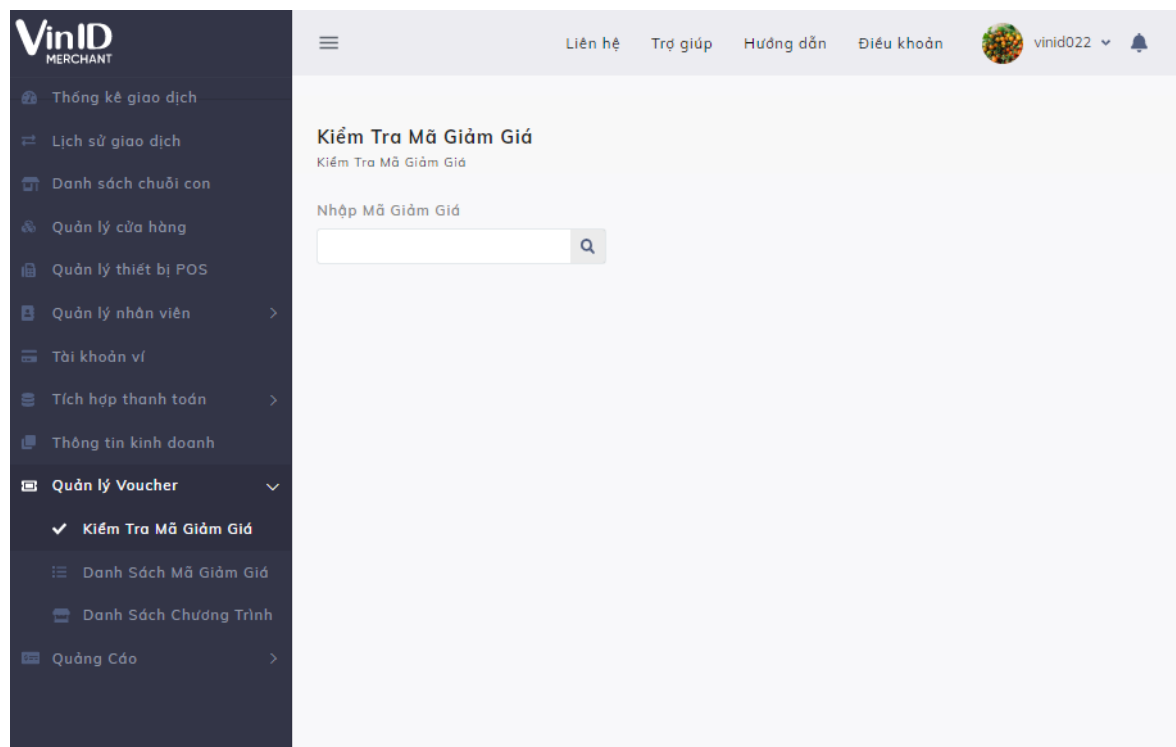 VinID
MERCHANT
Liên hệ Trợ giúp Hướng dẫn Điều khoản vinid022
Thống kê giao dịch
Lịch sử giao dịch
Danh sách chuỗi con
Quản lý cửa hàng
Quản lý thiết bị POS
Quản lý nhân viên
Tài khoản ví
Tích hợp thanh toán
Thông tin kinh doanh
Quản lý Voucher
Kiểm Tra Mã Giảm Giá
Danh Sách Mã Giảm Giá
Danh Sách Chương Trình
Quảng Cáo
Kiểm Tra Mã Giảm Giá
Kiểm Tra Mã Giảm Giá
Nhập Mã Giảm Giá